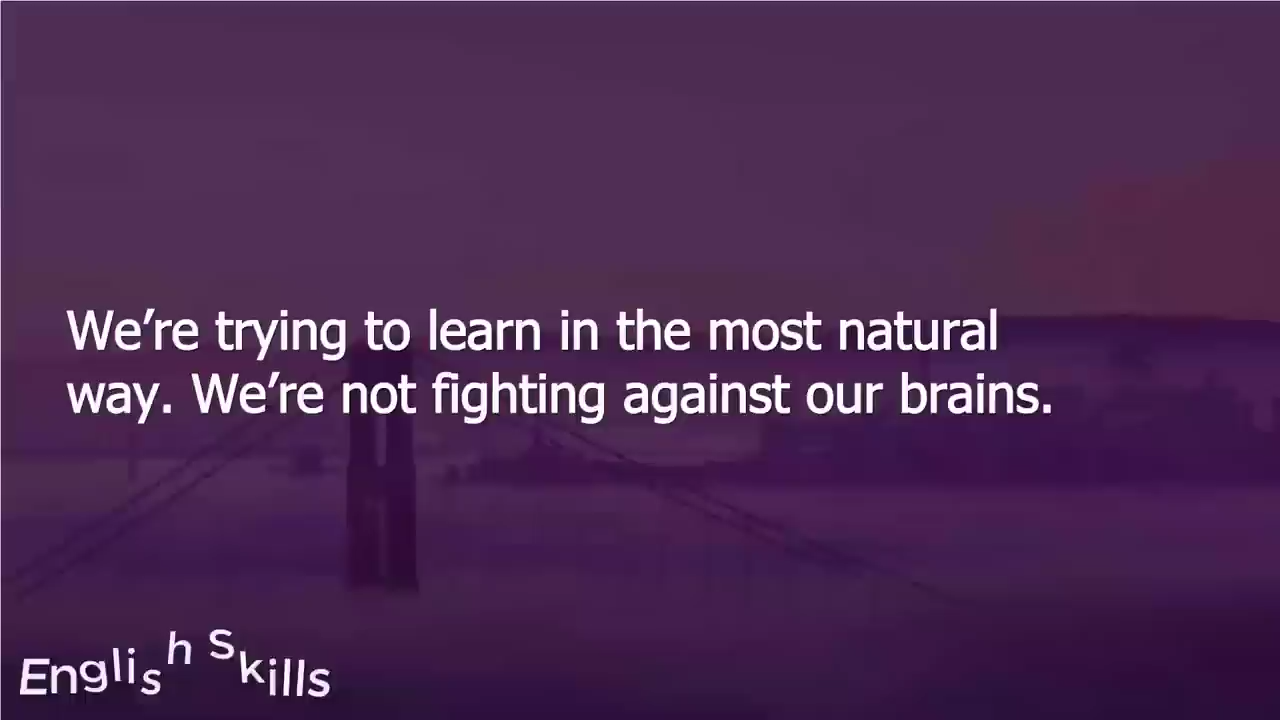 We’re trying to learn in the most natural
way. We’re not fighting against our brains.
English Skills